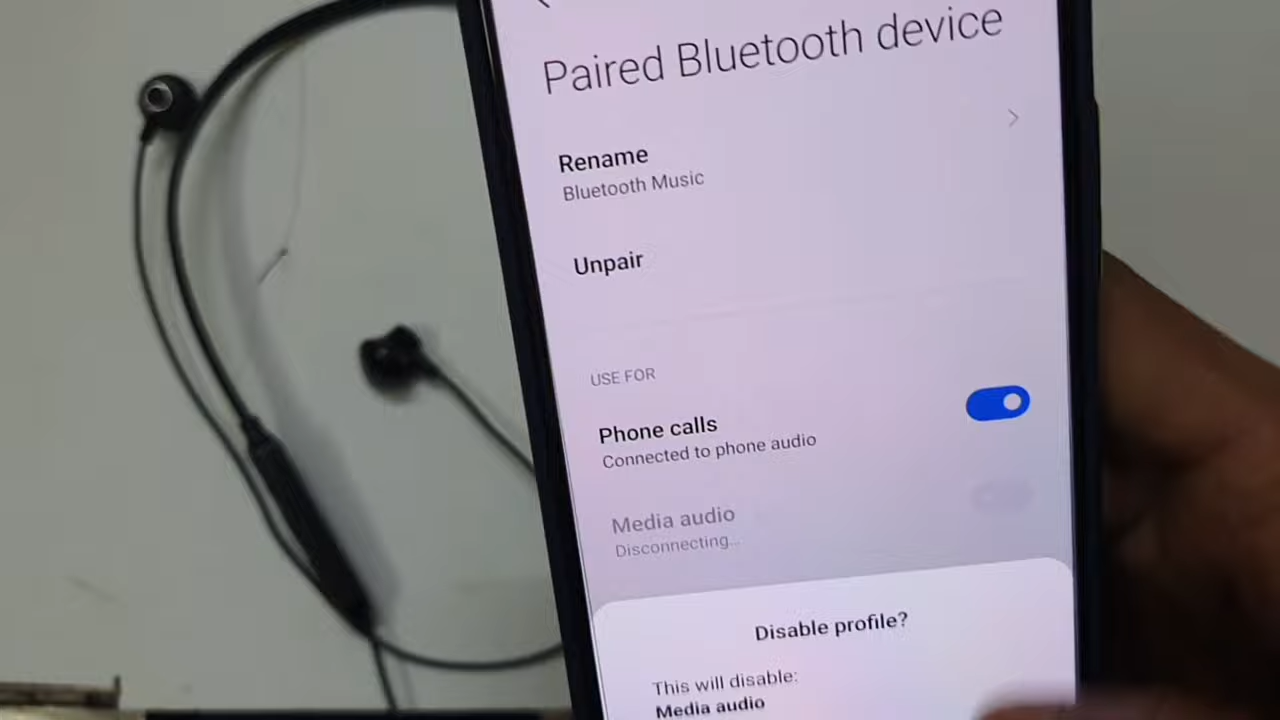 Paired Bluetooth device
Rename
Bluetooth Music
Unpair
USE FOR
Phone calls
Connected to phone audio
Media audio
Disconnecting...
Disable profile?
This will disable:
Media audio